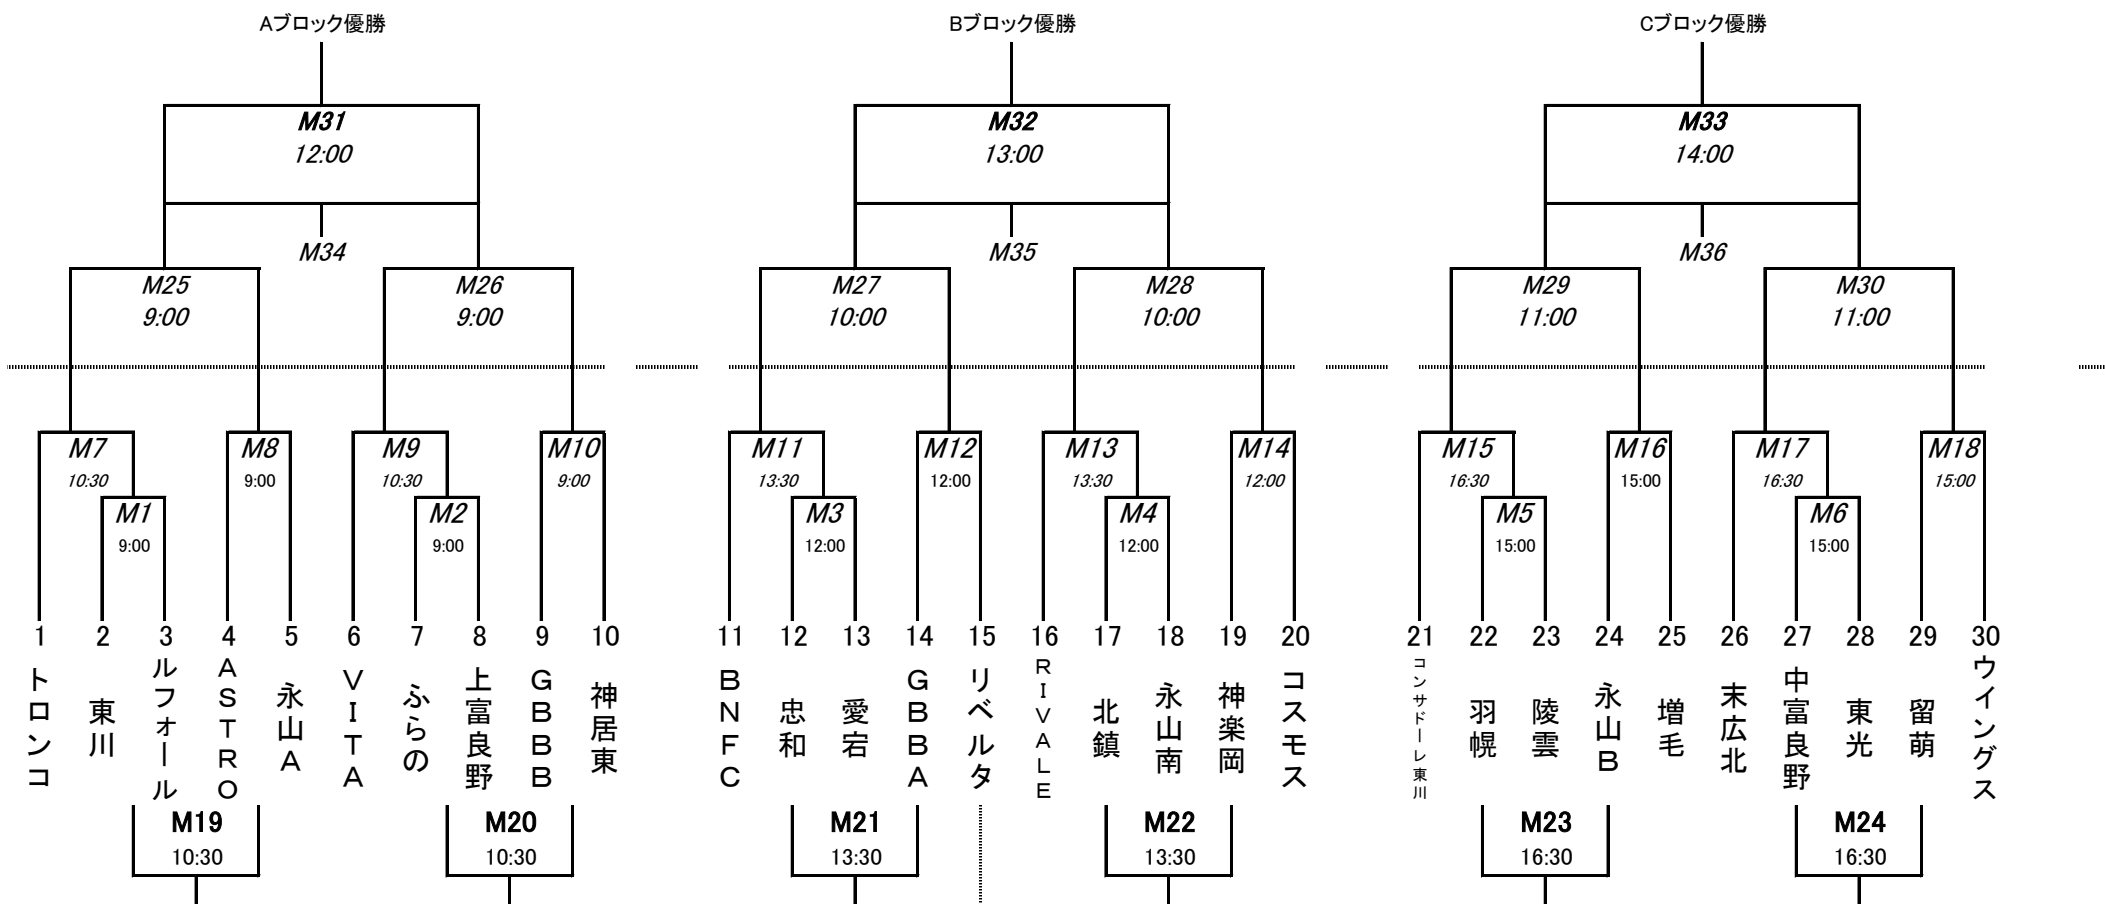 Aブロック優勝 Bブロック優勝 Cブロック優勝
M31 M32 M33
12:00 13:00 14:00
M34 M35 M36
M25 M26 M27 M28 M29 M30
9:00 9:00 10:00 10:00 11:00 11:00
M7 M8 M9 M10 M11 M12 M13 M14 M15 M16 M17 M18
10:30 9:00 10:30 9:00 13:30 12:00 13:30 12:00 16:30 15:00 16:30 15:00
M1 M2 M3 M4 M5 M6
9:00 9:00 12:00 12:00 15:00 15:00
1 2 3 4 5 6 7 8 9 10 11 12 13 14 15 16 17 18 19 20 21 22 23 24 25 26 27 28 29 30
トロンコ
東川
ルフォール
ASTRO
永山A
VITA
ふらの
上富良野
GBBB
神居東
BNFC
忠和
愛宕
GBBA
リベルタ
RIVALE
北鎮
永山南
神楽岡
コスモス
コンサドーレ東川
羽幌
陵雲
永山B
増毛
末広北
中富良野
東光
留萌
ウイングス
M19 M20 M21 M22 M23 M24
10:30 10:30 13:30 13:30 16:30 16:30